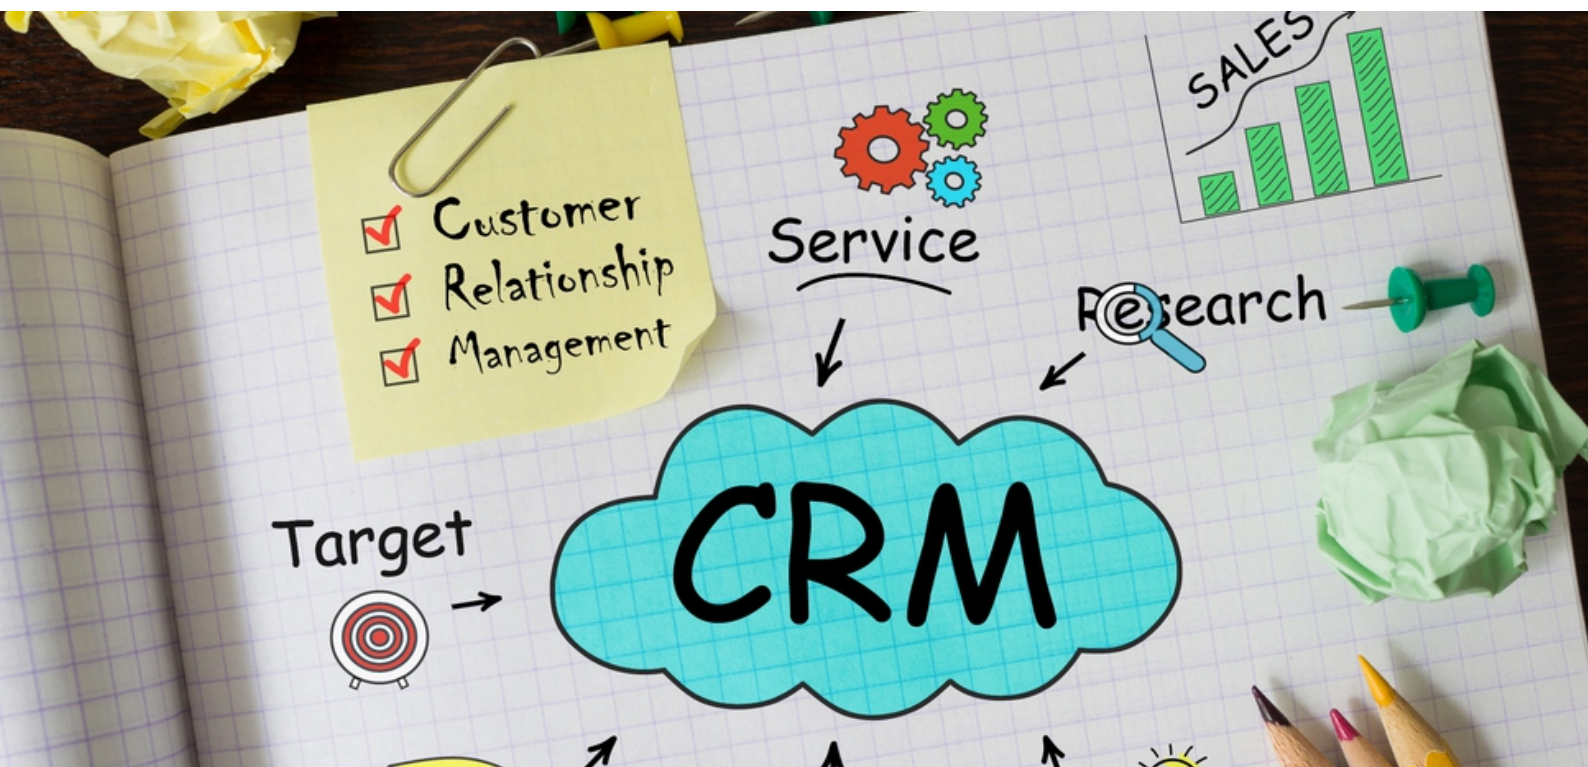 SALES
Customer
Relationship
Management
Service
Research
Target
CRM